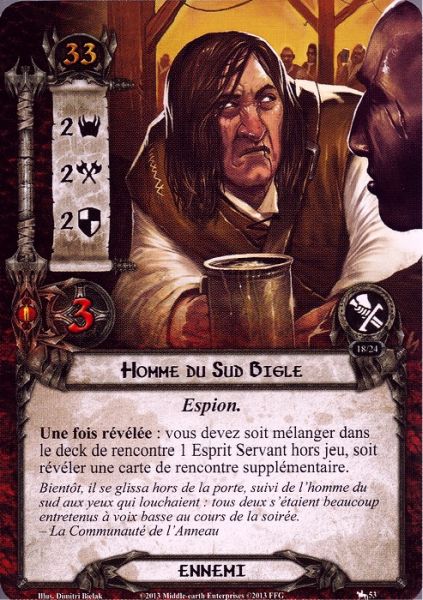 33
2
2
2
3
18/24
Homme du Sud Bigle
Espion.
Une fois révélée : vous devez soit mélanger dans
le deck de rencontre 1 Esprit Servant hors jeu, soit
révéler une carte de rencontre supplémentaire.
Bientôt, il se glissa hors de la porte, suivi de l'homme du
sud aux yeux qui louchaient : tous deux s'étaient beaucoup
entretenus à voix basse au cours de la soirée.
– La Communauté de l'Anneau
ENNEMI
Illus. Dimitri Bielak ©2013 Middle-earth Enterprises ©2013 FFG 53